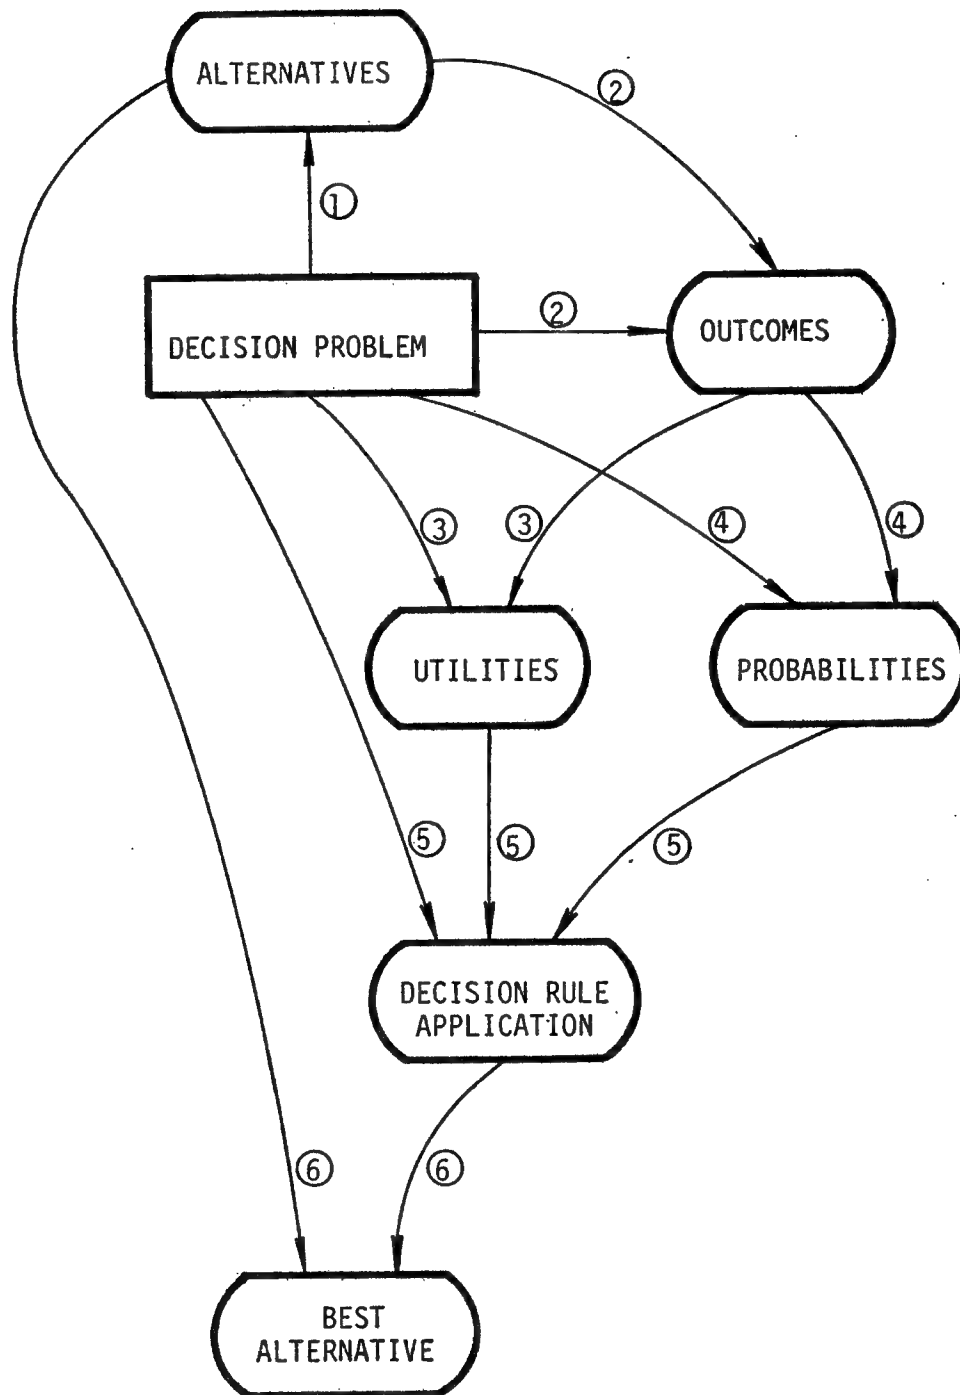 ALTERNATIVES
2
1
DECISION PROBLEM
2
OUTCOMES
3
3
4
4
UTILITIES
PROBABILITIES
5
5
5
DECISION RULE
APPLICATION
6
6
BEST
ALTERNATIVE